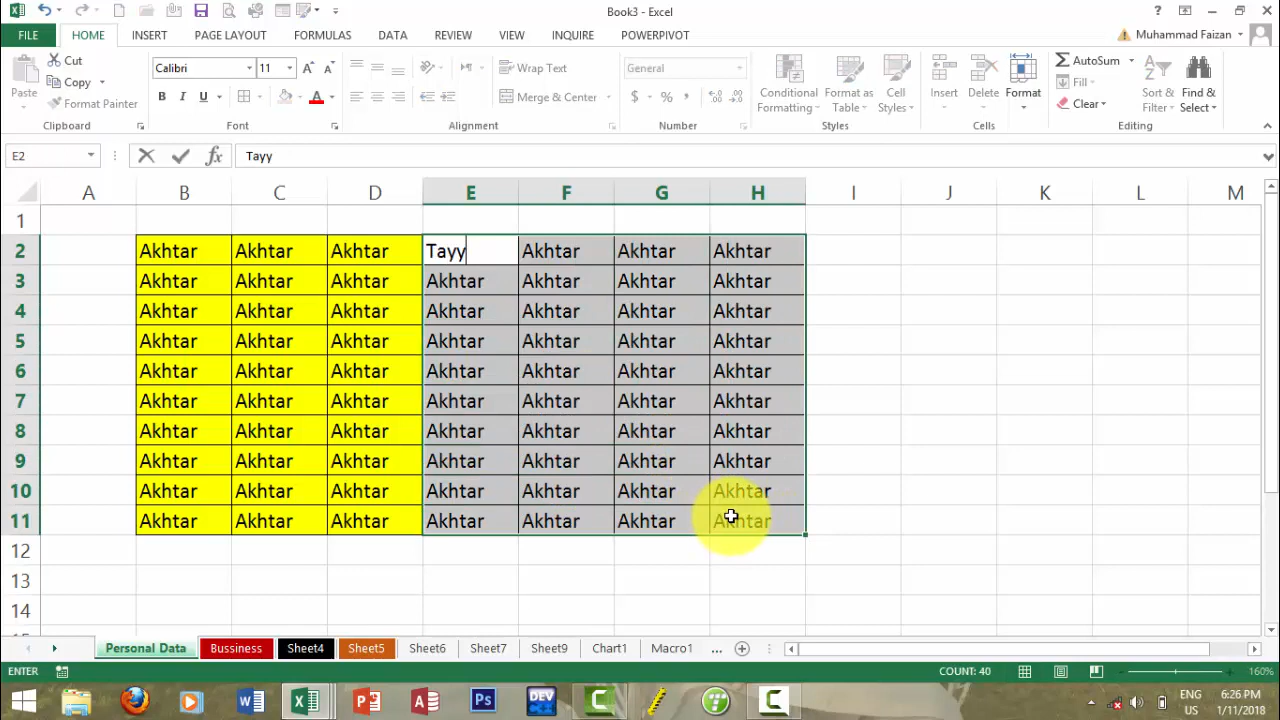 Book3 - Excel
FILE HOME INSERT PAGE LAYOUT FORMULAS DATA REVIEW VIEW INQUIRE POWERPIVOT Muhammad Faizan
Cut Calibri 11 Wrap Text General AutoSum
Copy Fill
Paste Format Painter B I U A Merge & Center $ % Conditional Formatting Format as Table Cell Styles Insert Delete Format Clear Sort & Filter Find & Select
Clipboard Font Alignment Number Styles Cells Editing
E2 fx Tayy
A B C D E F G H I J K L M
1
2 Akhtar Akhtar Akhtar Tayy Akhtar Akhtar Akhtar
3 Akhtar Akhtar Akhtar Akhtar Akhtar Akhtar Akhtar
4 Akhtar Akhtar Akhtar Akhtar Akhtar Akhtar Akhtar
5 Akhtar Akhtar Akhtar Akhtar Akhtar Akhtar Akhtar
6 Akhtar Akhtar Akhtar Akhtar Akhtar Akhtar Akhtar
7 Akhtar Akhtar Akhtar Akhtar Akhtar Akhtar Akhtar
8 Akhtar Akhtar Akhtar Akhtar Akhtar Akhtar Akhtar
9 Akhtar Akhtar Akhtar Akhtar Akhtar Akhtar Akhtar
10 Akhtar Akhtar Akhtar Akhtar Akhtar Akhtar Akhtar
11 Akhtar Akhtar Akhtar Akhtar Akhtar Akhtar Akhtar
12
13
14
Personal Data Bussiness Sheet4 Sheet5 Sheet6 Sheet7 Sheet9 Chart1 Macro1 ...
ENTER COUNT: 40 160%
ENG 6:26 PM
US 1/11/2018